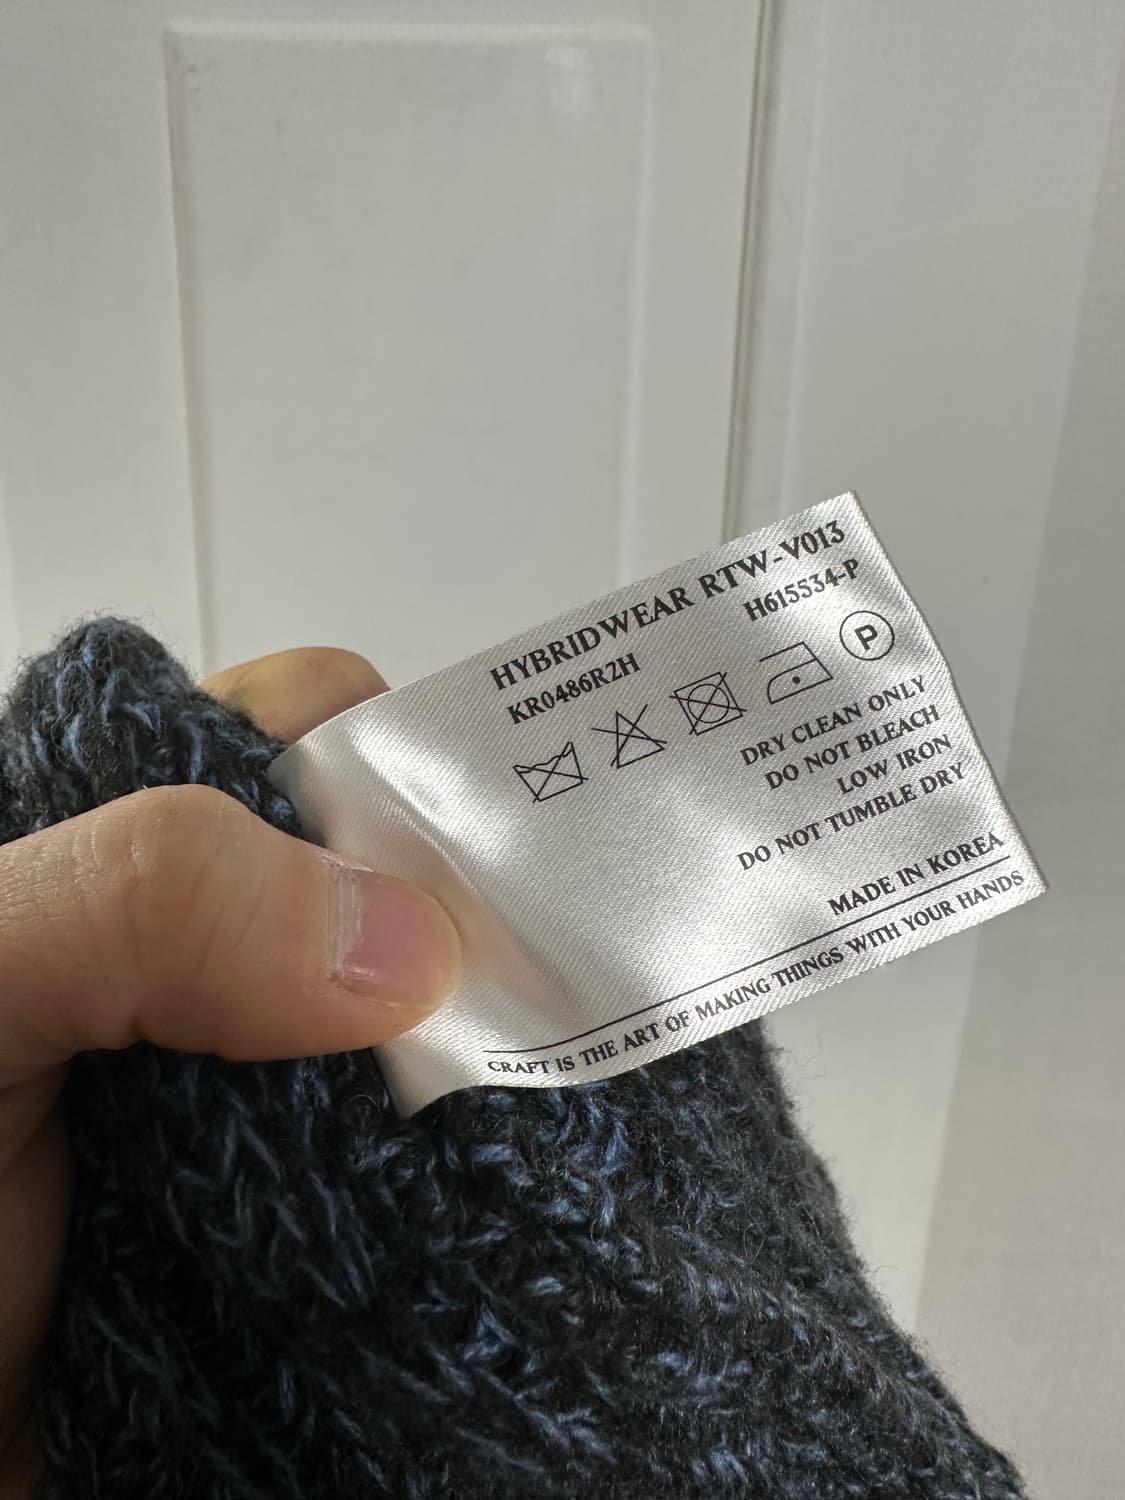 HYBRIDWEAR RTW-V013
KR0486R2H H615534-P
P
DRY CLEAN ONLY
DO NOT BLEACH
LOW IRON
DO NOT TUMBLE DRY
MADE IN KOREA
CRAFT IS THE ART OF MAKING THINGS WITH YOUR HANDS